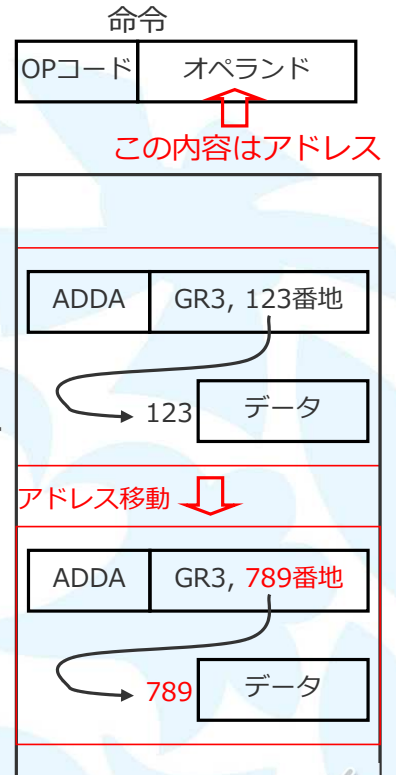 命令
OPコード オペランド
この内容はアドレス
ADDA GR3, 123番地
123 データ
アドレス移動
ADDA GR3, 789番地
789 データ